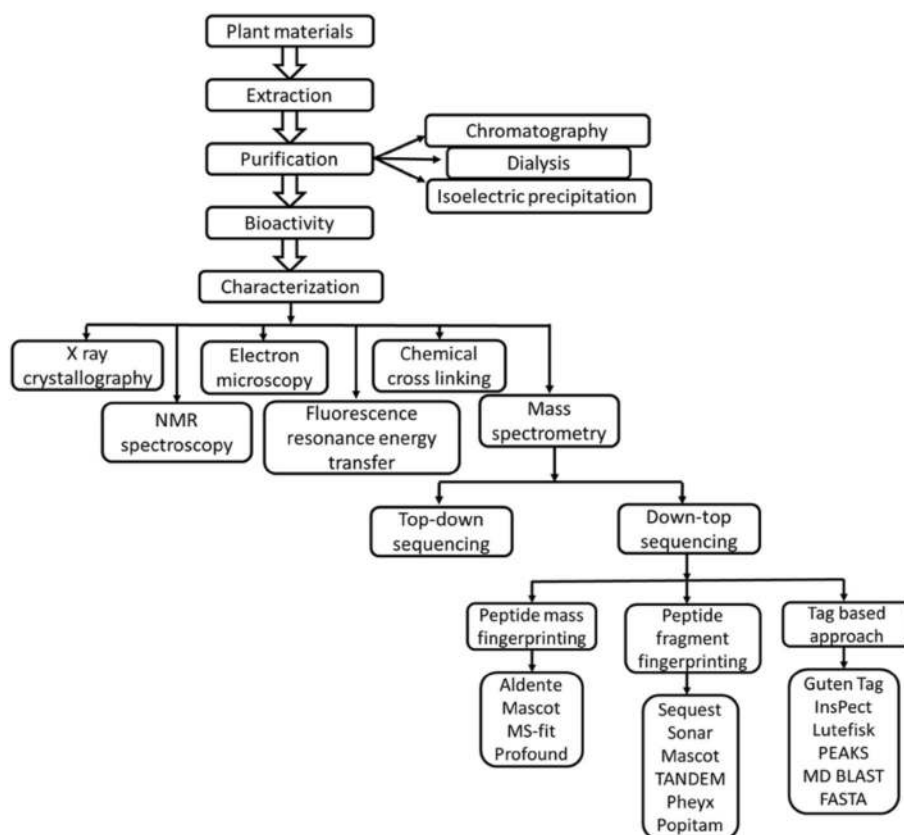 Plant materials
Extraction
Purification
Chromatography
Dialysis
Isoelectric precipitation
Bioactivity
Characterization
X ray
crystallography
Electron
microscopy
Chemical
cross linking
NMR
spectroscopy
Fluorescence
resonance energy
transfer
Mass
spectrometry
Top-down
sequencing
Down-top
sequencing
Peptide mass
fingerprinting
Peptide
fragment
fingerprinting
Tag based
approach
Aldente
Mascot
MS-fit
Profound
Sequest
Sonar
Mascot
TANDEM
Pheyx
Popitam
Guten Tag
InsPect
Lutefisk
PEAKS
MD BLAST
FASTA